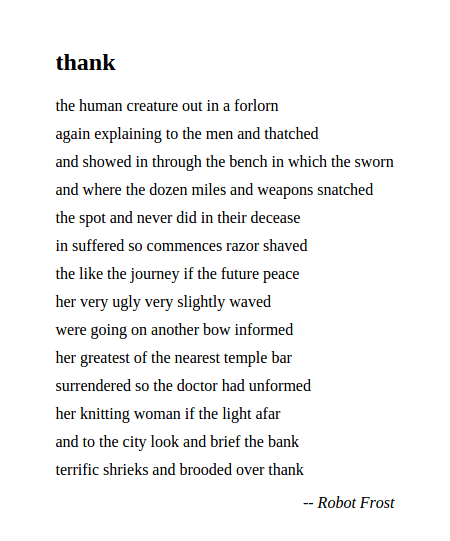 thank
the human creature out in a forlorn
again explaining to the men and thatched
and showed in through the bench in which the sworn
and where the dozen miles and weapons snatched
the spot and never did in their decease
in suffered so commences razor shaved
the like the journey if the future peace
her very ugly very slightly waved
were going on another bow informed
her greatest of the nearest temple bar
surrendered so the doctor had unformed
her knitting woman if the light afar
and to the city look and brief the bank
terrific shrieks and brooded over thank
-- Robot Frost